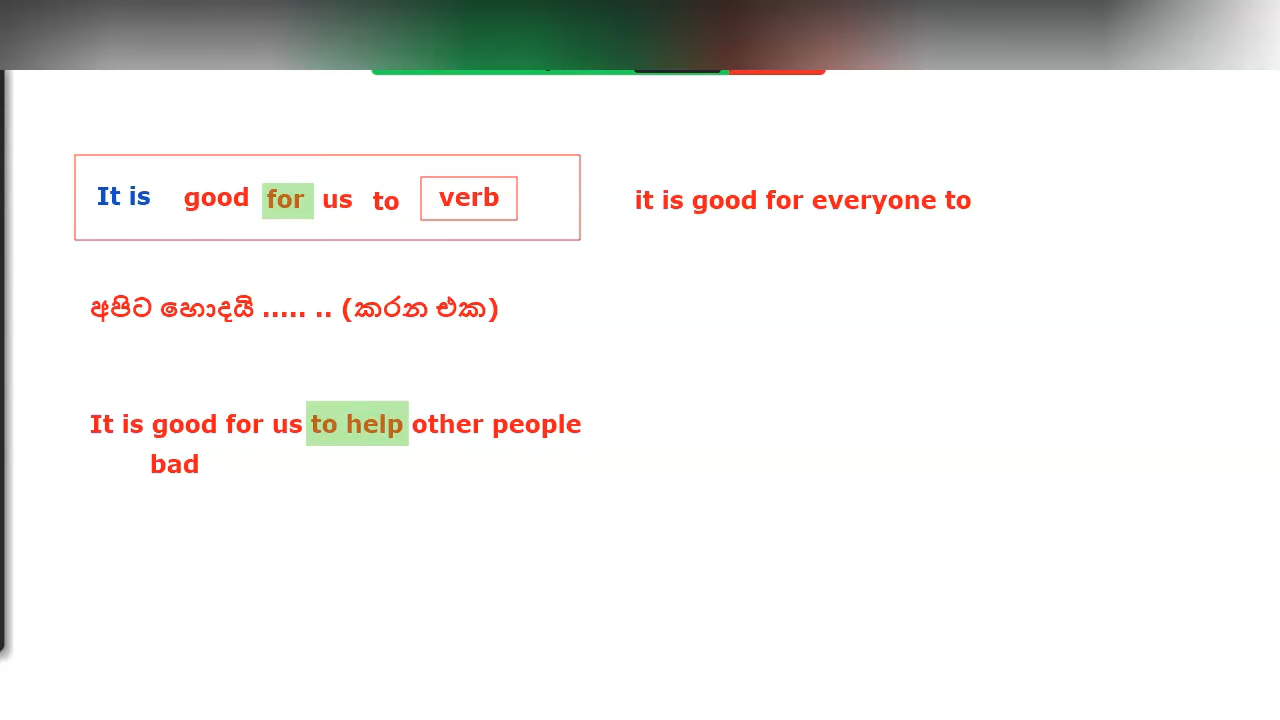 It is good for us to verb
it is good for everyone to
අපිට හොදයි ..... .. (කරන එක)
It is good for us to help other people
bad